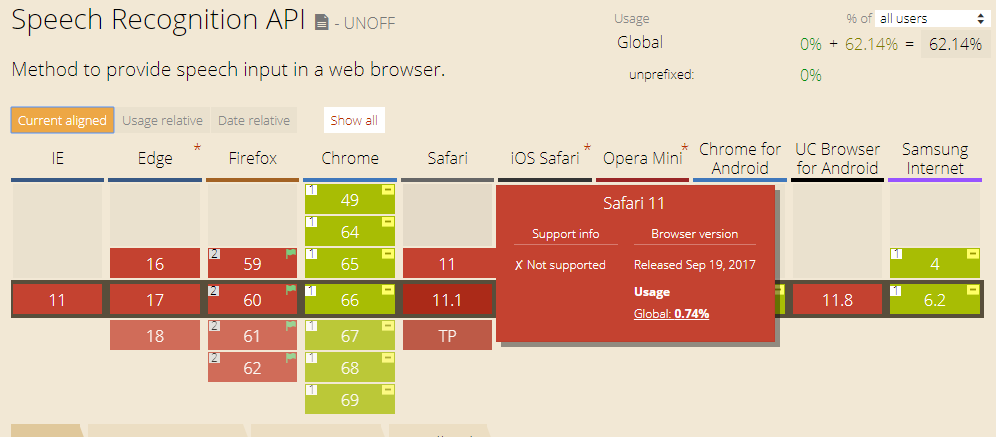 Speech Recognition API - UNOFF
Usage % of all users
Global 0% + 62.14% = 62.14%
unprefixed: 0%
Method to provide speech input in a web browser.
Current aligned Usage relative Date relative Show all
IE Edge * Firefox Chrome Safari iOS Safari * Opera Mini * Chrome for Android UC Browser for Android Samsung Internet
1 49
1 64
16 2 59 1 65 11 1 4
11 17 2 60 1 66 11.1 11.8 1 6.2
18 2 61 1 67 TP
2 62 1 68
1 69
Safari 11
Support info Browser version
✗ Not supported Released Sep 19, 2017
Usage
Global: 0.74%